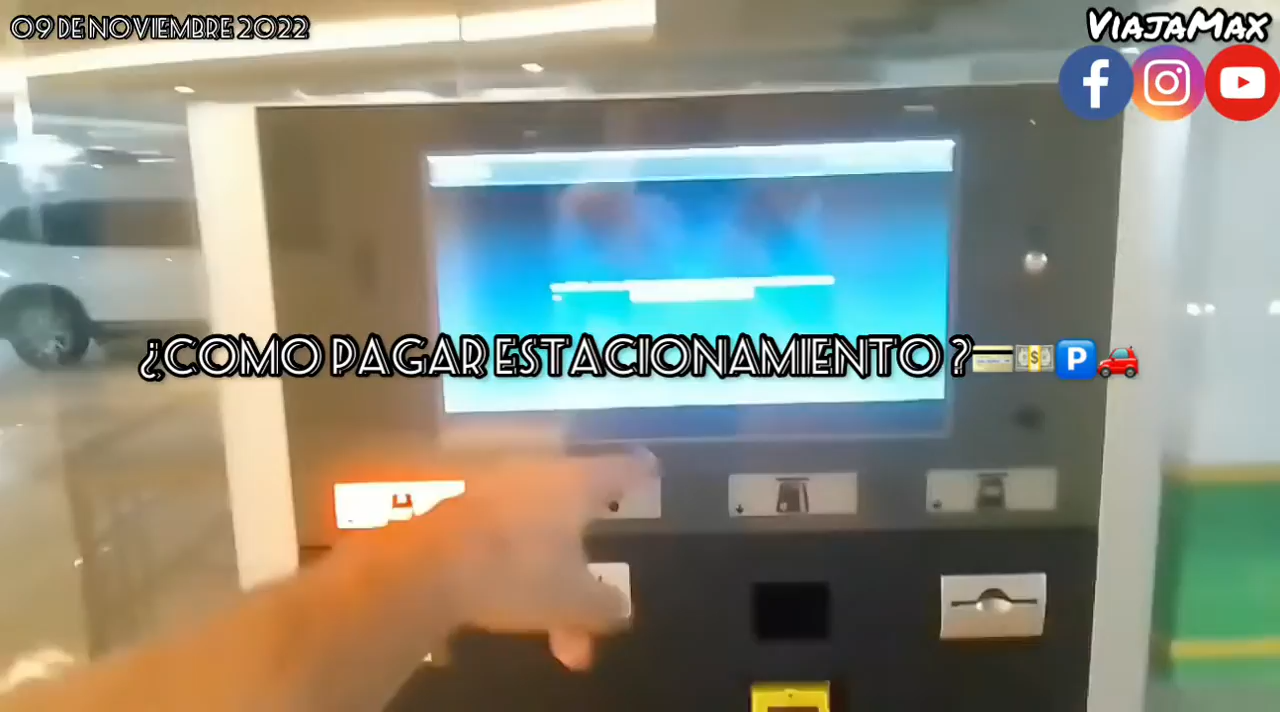 09 DE NOVIEMBRE 2022
VIAJAMAX
¿COMO PAGAR ESTACIONAMIENTO ?💳💵🅿️🚗